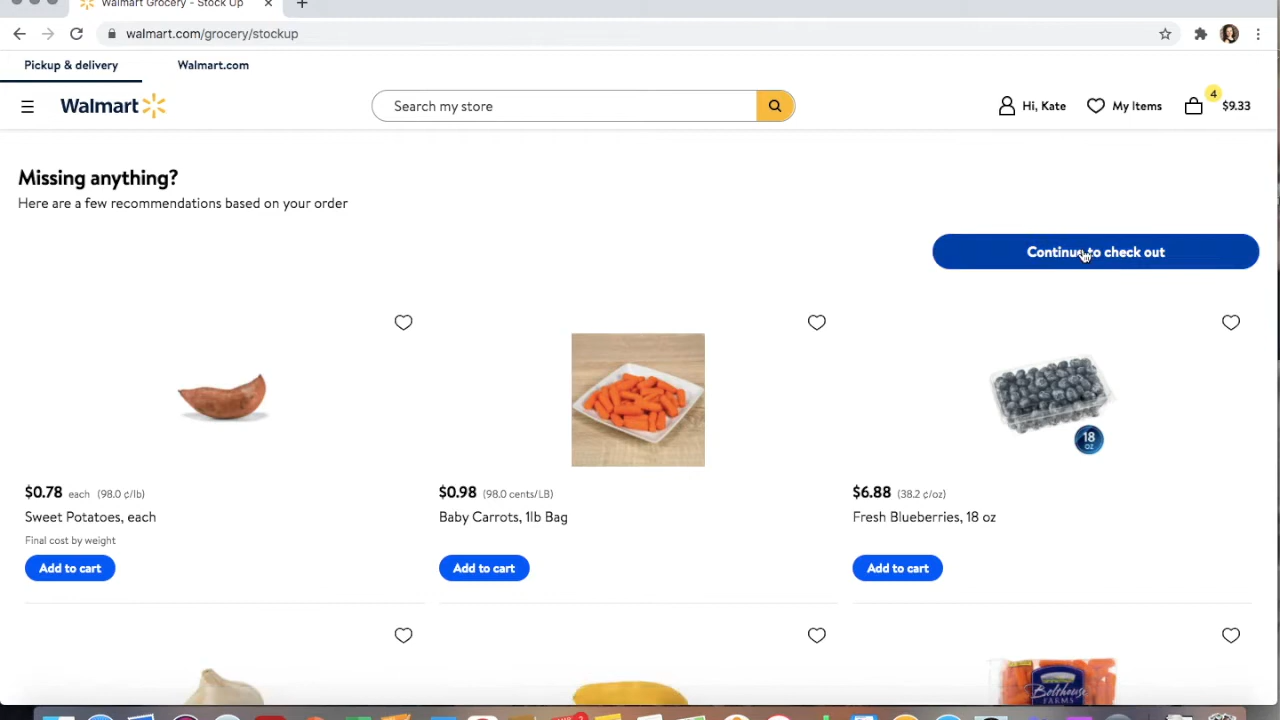 Walmart Grocery - Stock Up
walmart.com/grocery/stockup
Pickup & delivery
Walmart.com
Walmart
Search my store
Hi, Kate
My Items
4
$9.33
Missing anything?
Here are a few recommendations based on your order
Continue to check out
18
OZ
$0.78 each (98.0 ¢/lb)
Sweet Potatoes, each
Final cost by weight
Add to cart
$0.98 (98.0 cents/LB)
Baby Carrots, 1lb Bag
Add to cart
$6.88 (38.2 ¢/oz)
Fresh Blueberries, 18 oz
Add to cart
Bolthouse
FARMS